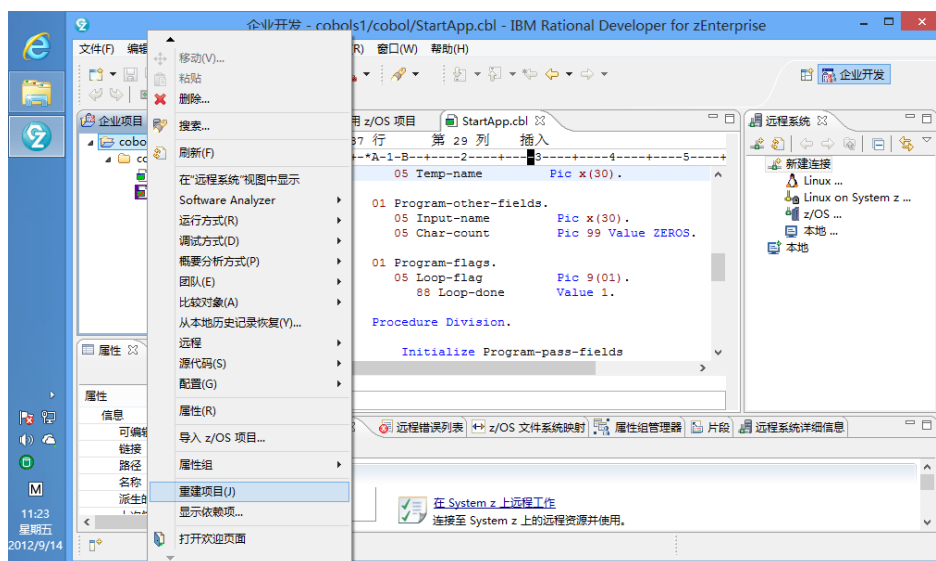 企业开发 - cobols1/cobol/StartApp.cbl - IBM Rational Developer for zEnterprise
文件(F) 编辑 R) 窗口(W) 帮助(H)
企业开发
移动(V)...
粘贴
删除...
搜索...
刷新(F)
在"远程系统"视图中显示
Software Analyzer
运行方式(R)
调试方式(D)
概要分析方式(P)
团队(E)
比较对象(A)
从本地历史记录恢复(Y)...
远程
源代码(S)
配置(G)
属性(R)
导入 z/OS 项目...
属性组
重建项目(J)
显示依赖项...
打开欢迎页面
企业项目
cobo
co
z/OS 项目 StartApp.cbl
37 行 第 29 列 插入
--+-*A-1-B--+----2----+----3----+----4----+----5----+
05 Temp-name Pic x(30).
01 Program-other-fields.
05 Input-name Pic x(30).
05 Char-count Pic 99 Value ZEROS.
01 Program-flags.
05 Loop-flag Pic 9(01).
88 Loop-done Value 1.
Procedure Division.
Initialize Program-pass-fields
远程系统
新建连接
Linux ...
Linux on System z ...
z/OS ...
本地 ...
本地
属性
属性
信息
可编辑
链接
路径
名称
派生的
远程错误列表 z/OS 文件系统映射 属性组管理器 片段 远程系统详细信息
在 System z 上远程工作
连接至 System z 上的远程资源并使用。
M
11:23
星期五
2012/9/14